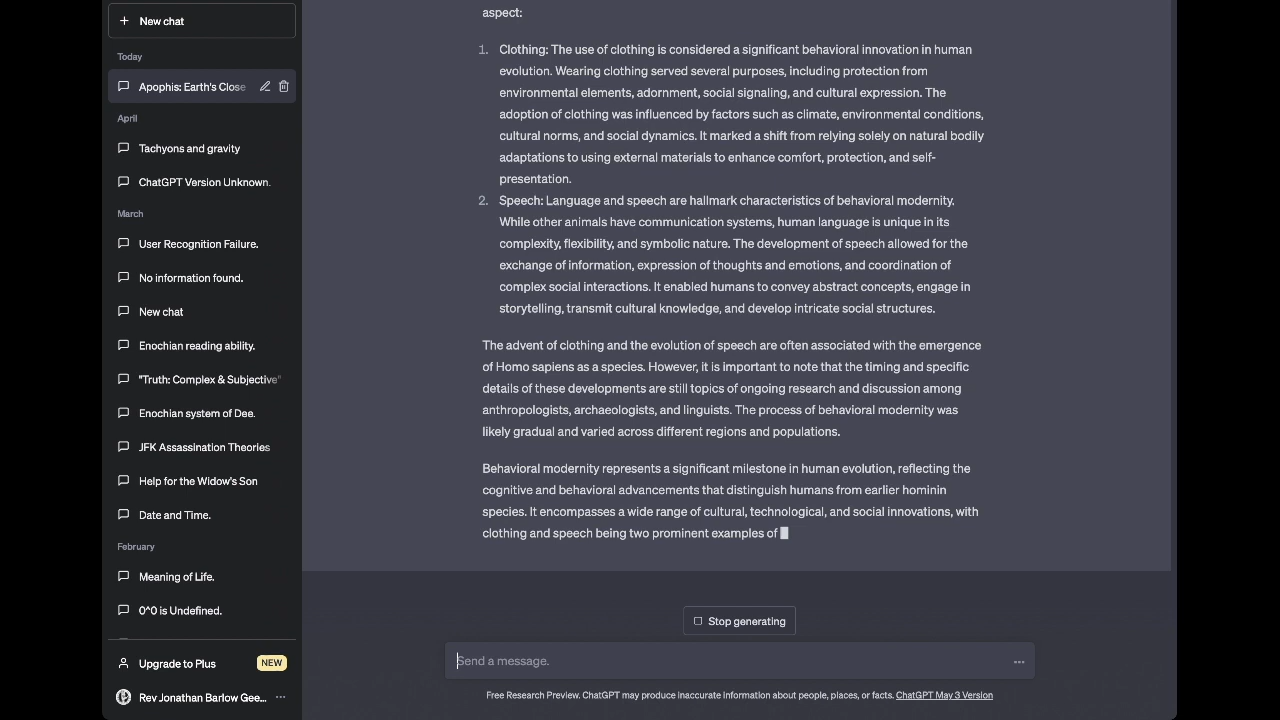 New chat
Today
Apophis: Earth's Close
April
Tachyons and gravity
ChatGPT Version Unknown.
March
User Recognition Failure.
No information found.
New chat
Enochian reading ability.
"Truth: Complex & Subjective"
Enochian system of Dee.
JFK Assassination Theories
Help for the Widow's Son
Date and Time.
February
Meaning of Life.
0^0 is Undefined.
Upgrade to Plus NEW
Rev Jonathan Barlow Gee... ...
aspect:
1. Clothing: The use of clothing is considered a significant behavioral innovation in human
evolution. Wearing clothing served several purposes, including protection from
environmental elements, adornment, social signaling, and cultural expression. The
adoption of clothing was influenced by factors such as climate, environmental conditions,
cultural norms, and social dynamics. It marked a shift from relying solely on natural bodily
adaptations to using external materials to enhance comfort, protection, and self-
presentation.
2. Speech: Language and speech are hallmark characteristics of behavioral modernity.
While other animals have communication systems, human language is unique in its
complexity, flexibility, and symbolic nature. The development of speech allowed for the
exchange of information, expression of thoughts and emotions, and coordination of
complex social interactions. It enabled humans to convey abstract concepts, engage in
storytelling, transmit cultural knowledge, and develop intricate social structures.
The advent of clothing and the evolution of speech are often associated with the emergence
of Homo sapiens as a species. However, it is important to note that the timing and specific
details of these developments are still topics of ongoing research and discussion among
anthropologists, archaeologists, and linguists. The process of behavioral modernity was
likely gradual and varied across different regions and populations.
Behavioral modernity represents a significant milestone in human evolution, reflecting the
cognitive and behavioral advancements that distinguish humans from earlier hominin
species. It encompasses a wide range of cultural, technological, and social innovations, with
clothing and speech being two prominent examples of
Stop generating
Send a message. ...
Free Research Preview. ChatGPT may produce inaccurate information about people, places, or facts. ChatGPT May 3 Version